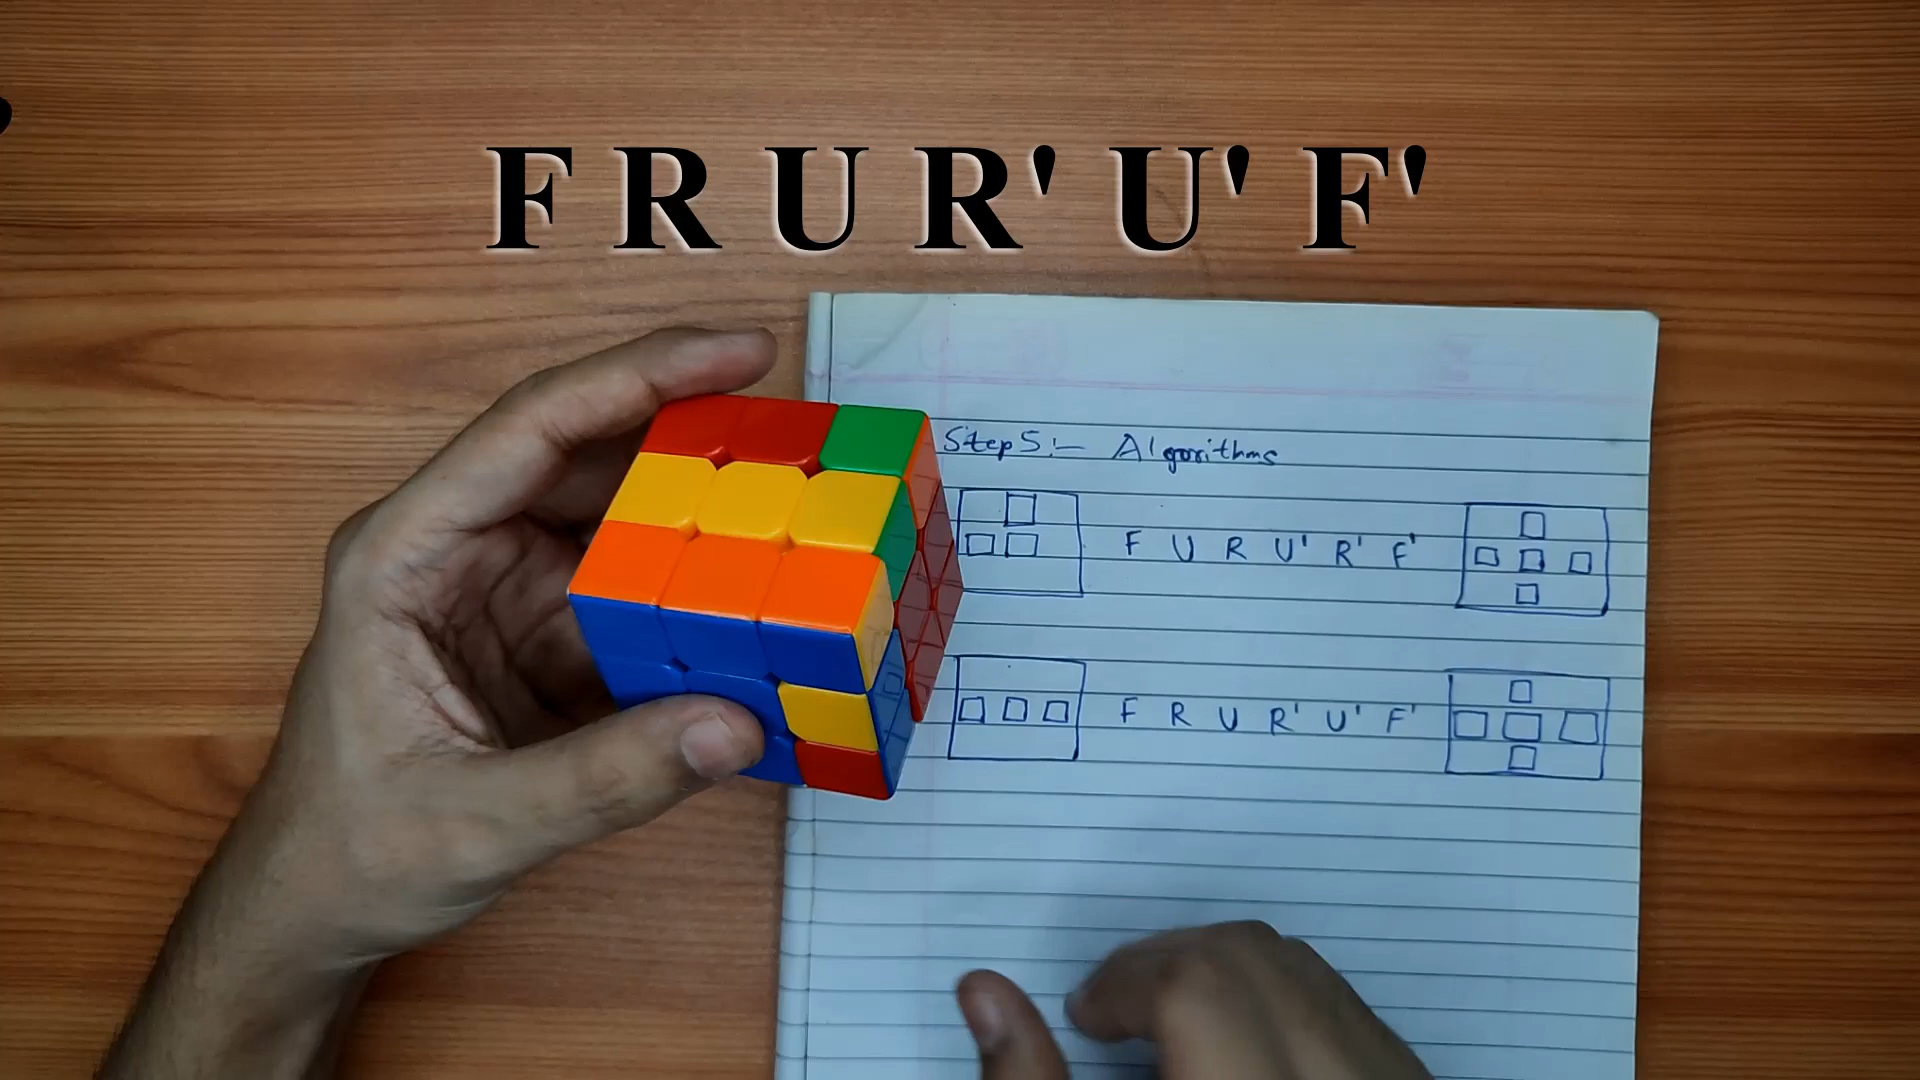 F R U R' U' F'
Step 5:- Algorithms
F U R U' R' F'
F R U R' U' F'